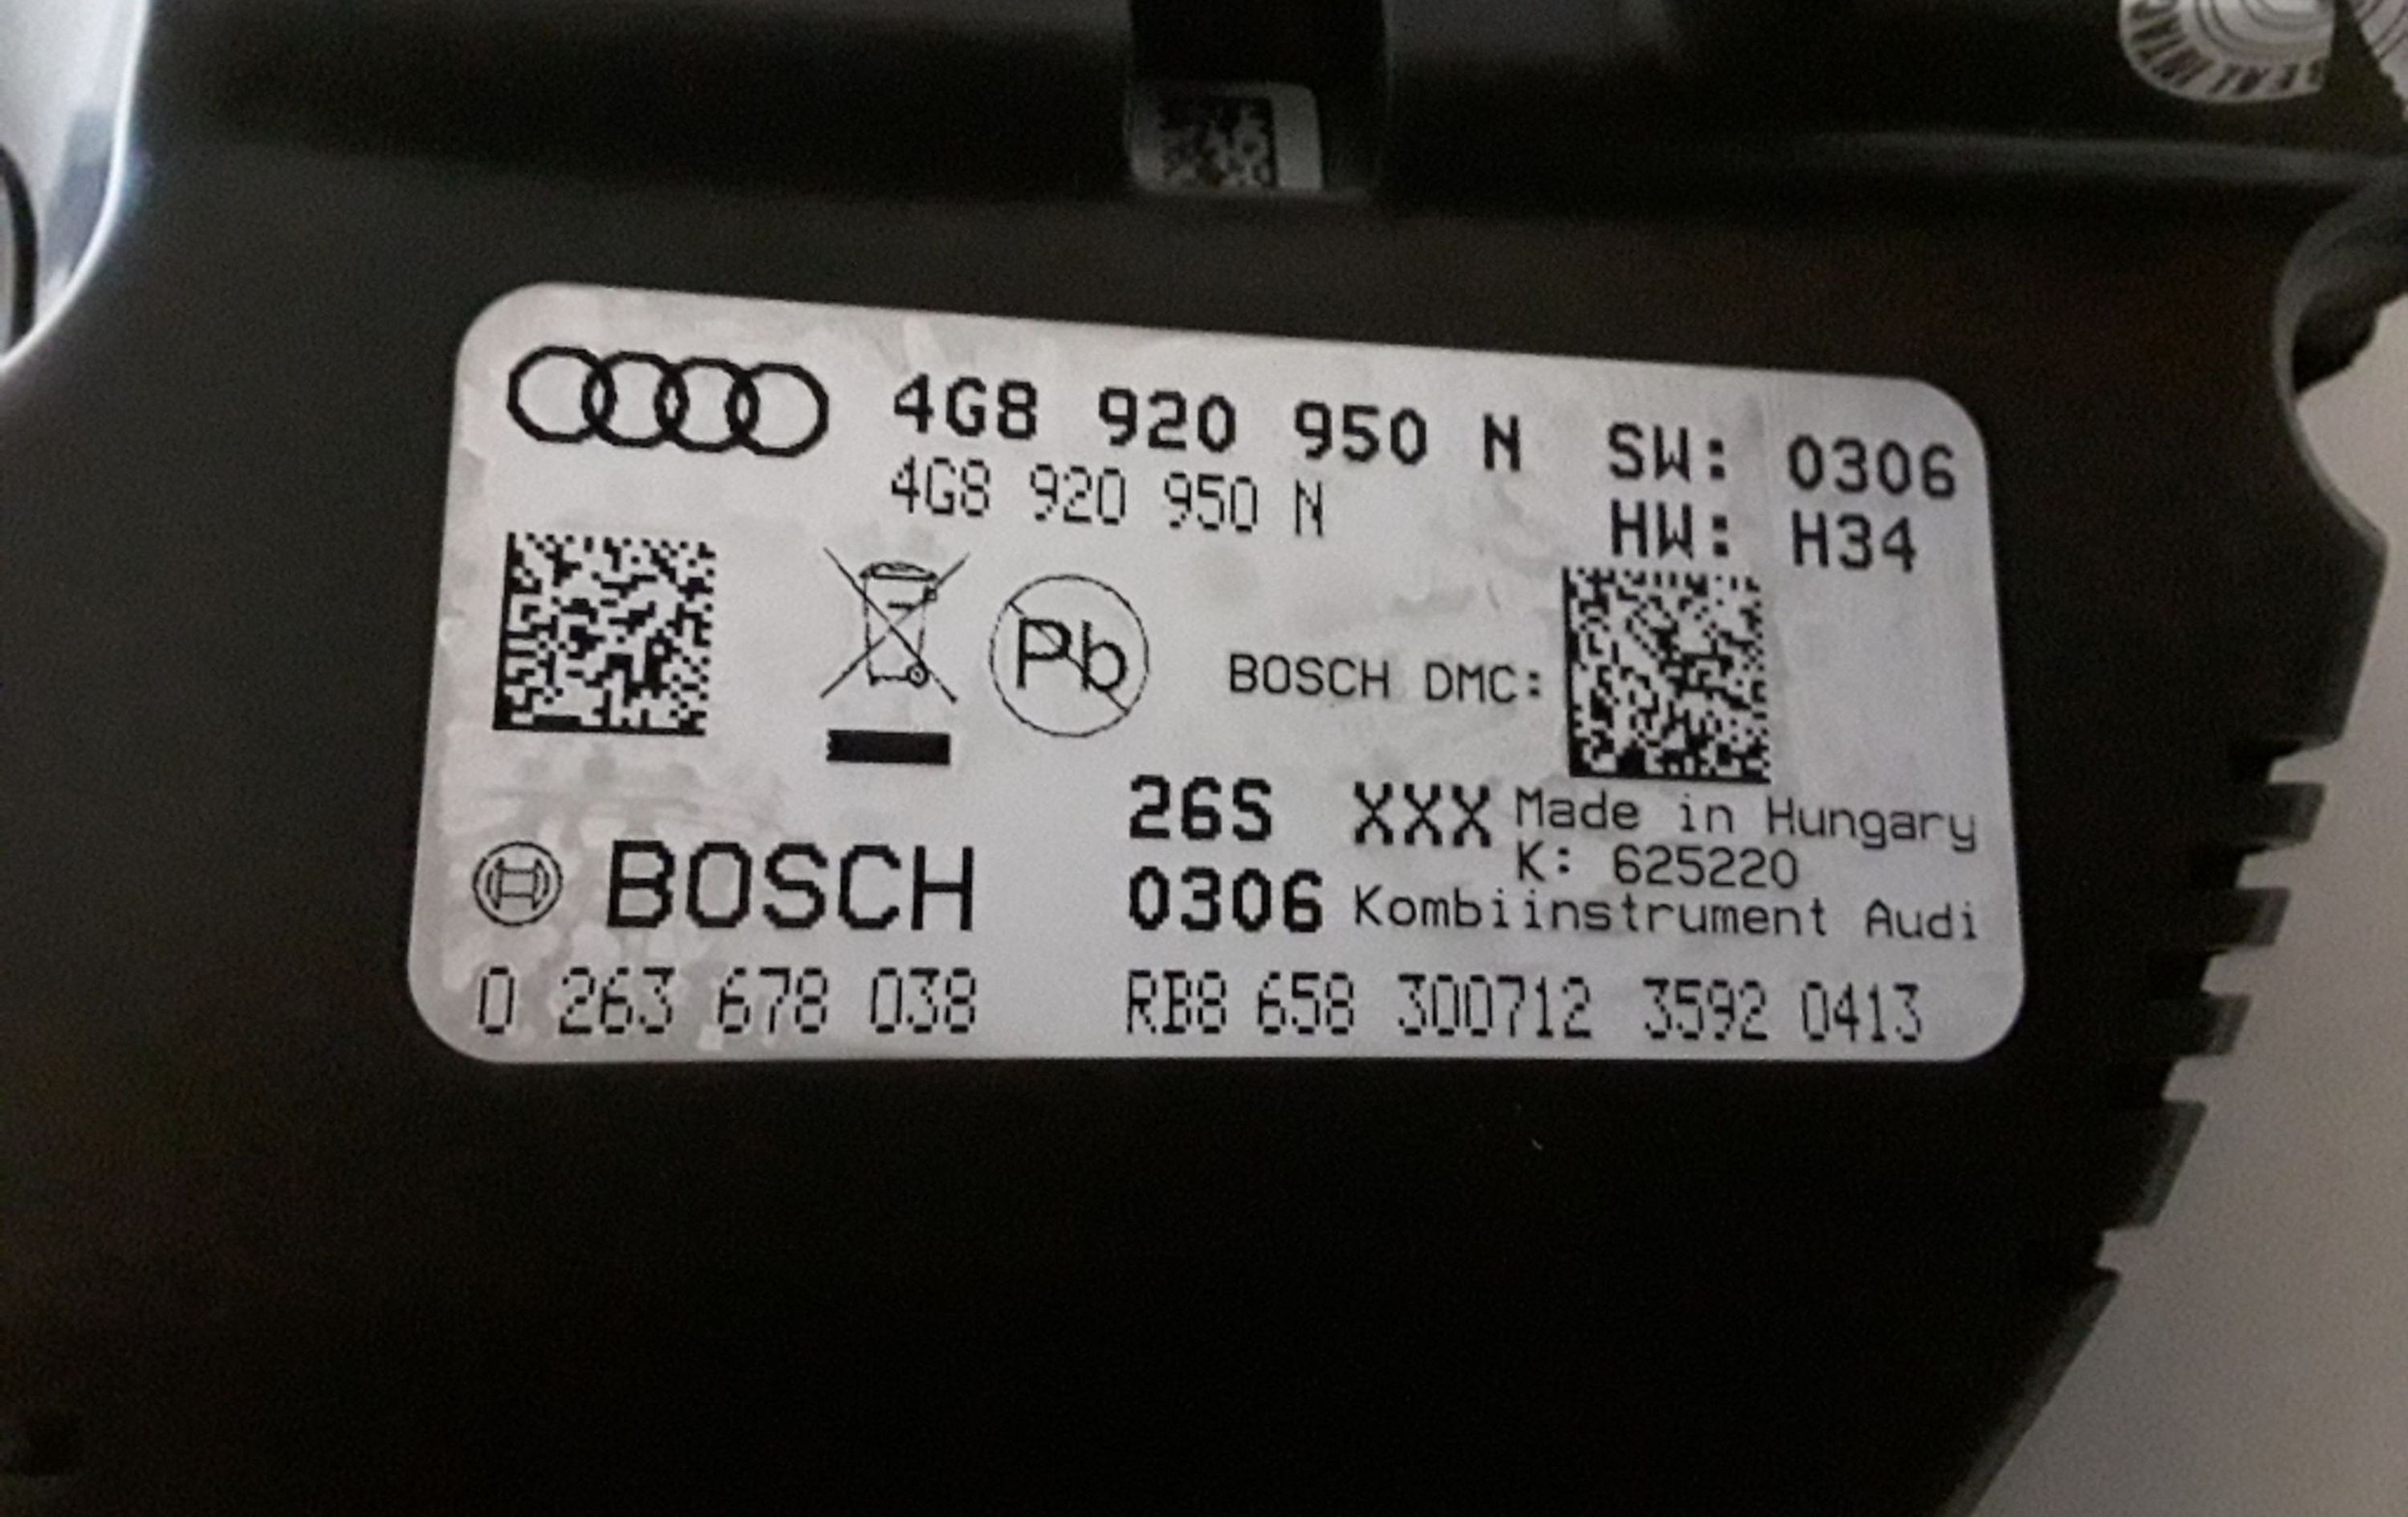 4G8 920 950 N SW: 0306
4G8 920 950 N HW: H34
Pb
BOSCH DMC:
26S XXX Made in Hungary
K: 625220
BOSCH 0306 Kombiinstrument Audi
0 263 678 038 RB8 658 300712 3592 0413